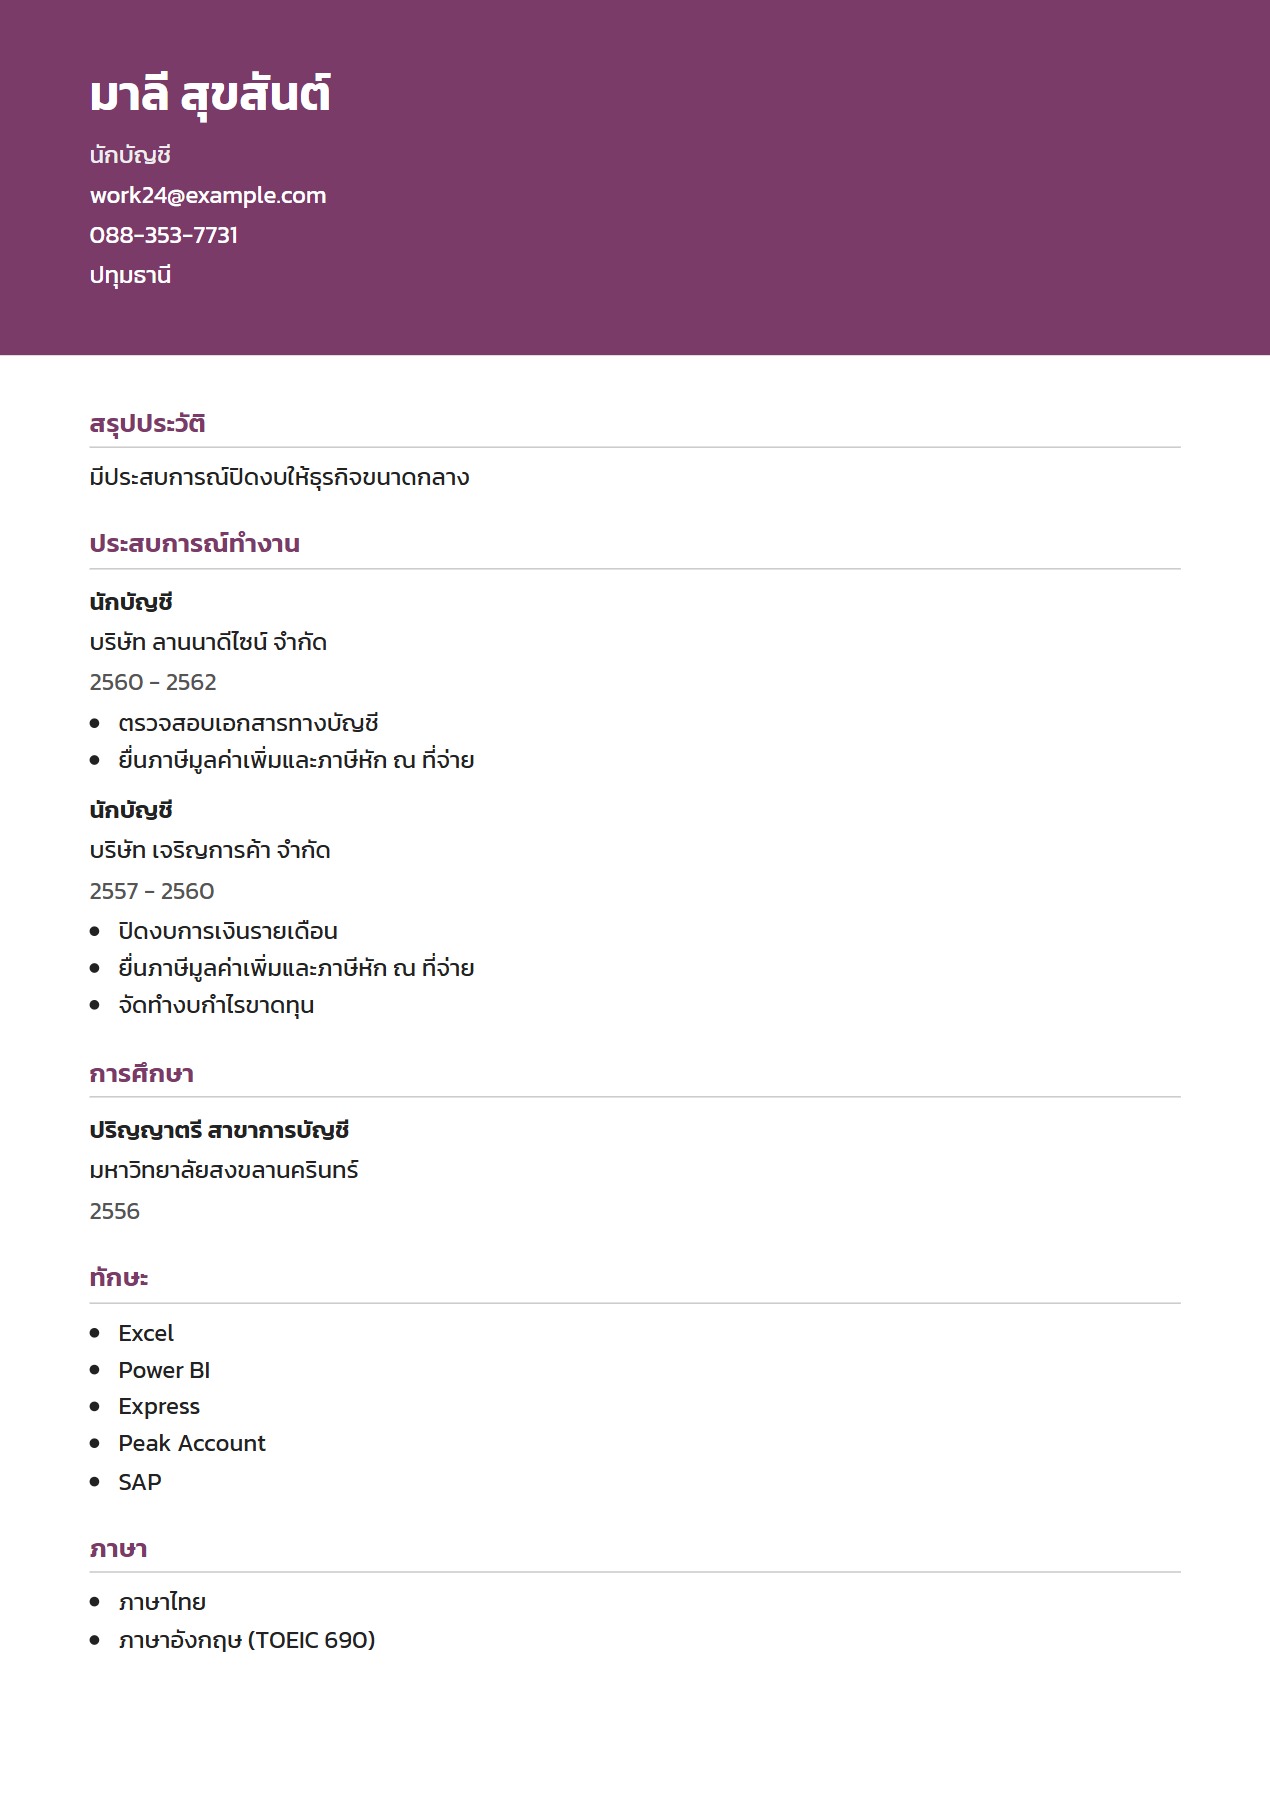 มาลี สุขสันต์
นักบัญชี
work24@example.com
088-353-7731
ปทุมธานี
สรุปประวัติ
มีประสบการณ์ปิดงบให้ธุรกิจขนาดกลาง
ประสบการณ์ทำงาน
นักบัญชี
บริษัท ลานนาดีไซน์ จำกัด
2560 - 2562
• ตรวจสอบเอกสารทางบัญชี
• ยื่นภาษีมูลค่าเพิ่มและภาษีหัก ณ ที่จ่าย
นักบัญชี
บริษัท เจริญการค้า จำกัด
2557 - 2560
• ปิดงบการเงินรายเดือน
• ยื่นภาษีมูลค่าเพิ่มและภาษีหัก ณ ที่จ่าย
• จัดทำงบกำไรขาดทุน
การศึกษา
ปริญญาตรี สาขาการบัญชี
มหาวิทยาลัยสงขลานครินทร์
2556
ทักษะ
• Excel
• Power BI
• Express
• Peak Account
• SAP
ภาษา
• ภาษาไทย
• ภาษาอังกฤษ (TOEIC 690)